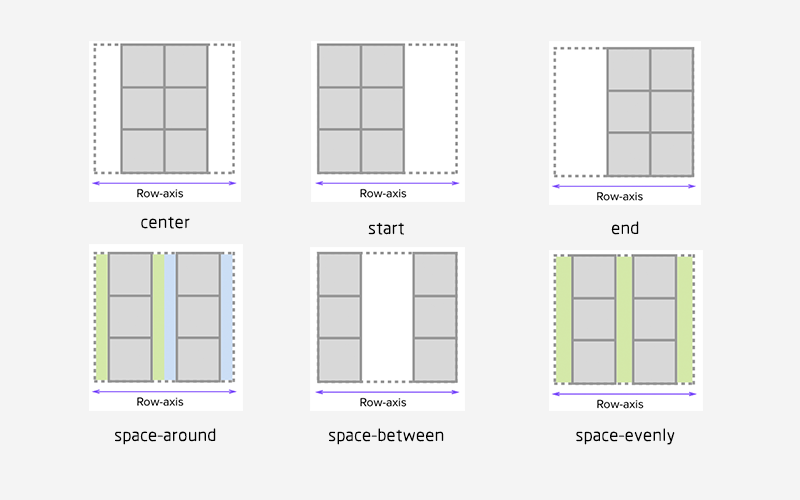 Row-axis
Row-axis
Row-axis
center
start
end
Row-axis
Row-axis
Row-axis
space-around
space-between
space-evenly